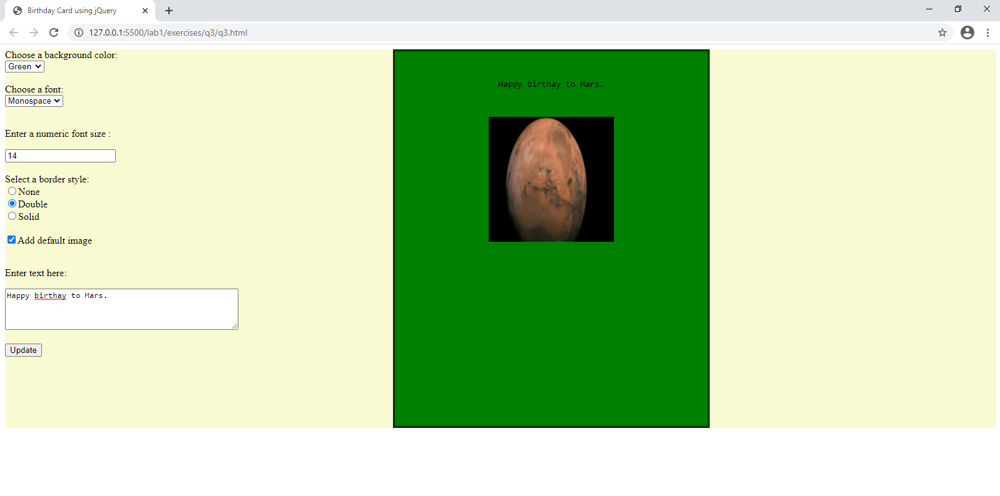 Birthday Card using jQuery
127.0.0.1:5500/lab1/exercises/q3/q3.html
Choose a background color:
Green
Choose a font:
Monospace
Enter a numeric font size :
14
Select a border style:
None
Double
Solid
Add default image
Enter text here:
Happy birthay to Mars.
Update
Happy birthay to Mars.